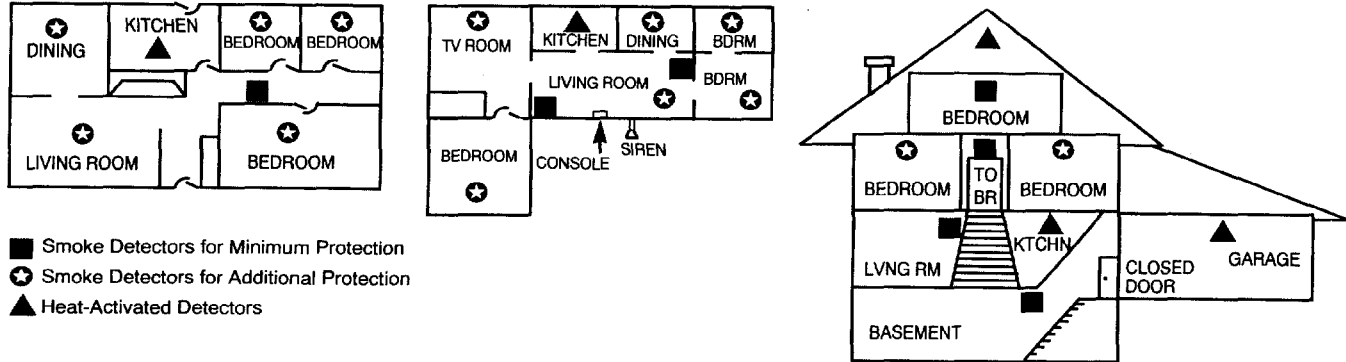 DINING
KITCHEN
BEDROOM
BEDROOM
LIVING ROOM
BEDROOM
TV ROOM
KITCHEN
DINING
BDRM
LIVING ROOM
BDRM
BEDROOM
CONSOLE
SIREN
BEDROOM
BEDROOM
TO
BR
BEDROOM
LVNG RM
KTCHN
CLOSED
DOOR
GARAGE
BASEMENT
Smoke Detectors for Minimum Protection
Smoke Detectors for Additional Protection
Heat-Activated Detectors